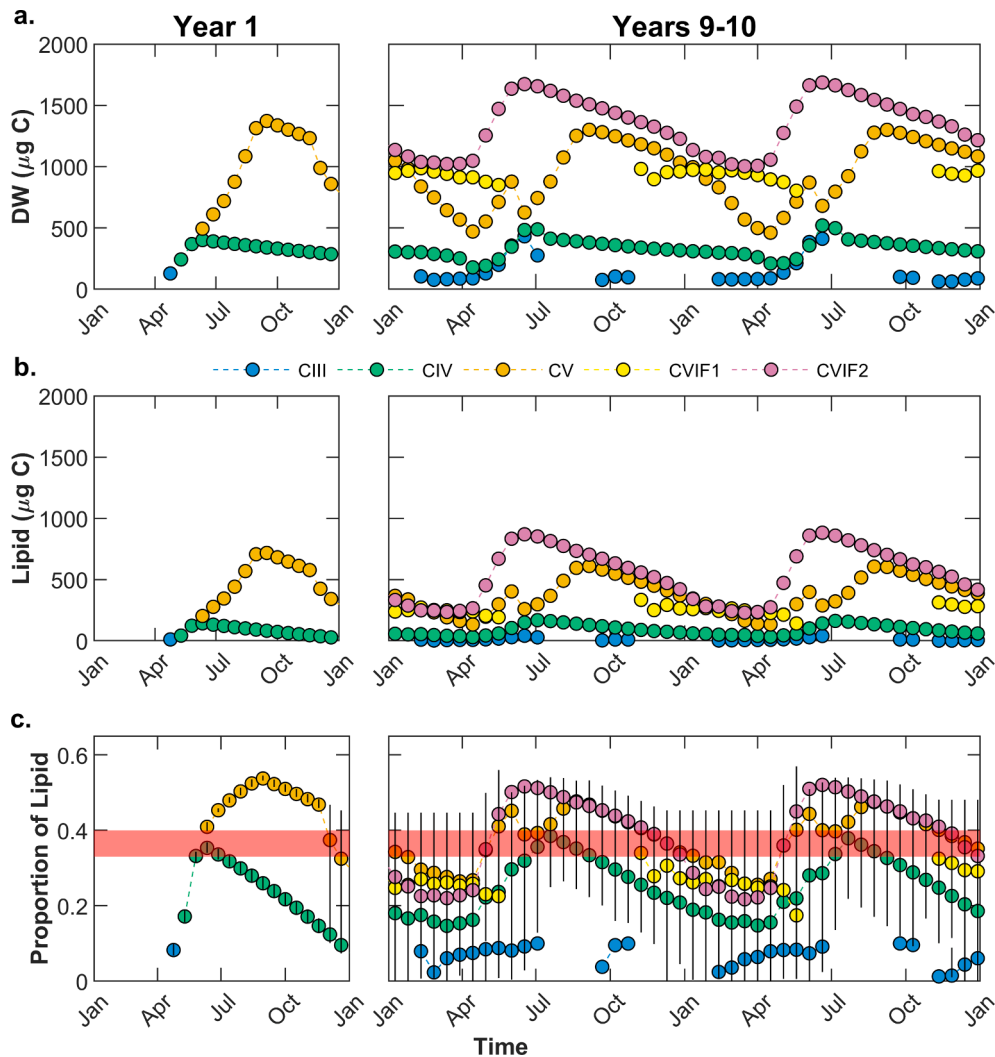 a.
Year 1
Years 9-10
DW (μg C)
2000
1500
1000
500
0
Jan Apr Jul Oct Jan
Jan Apr Jul Oct Jan Apr Jul Oct Jan
b.
CIII CIV CV CVIF1 CVIF2
Lipid (μg C)
2000
1500
1000
500
0
Jan Apr Jul Oct Jan
Jan Apr Jul Oct Jan Apr Jul Oct Jan
c.
Proportion of Lipid
0.6
0.4
0.2
0
Jan Apr Jul Oct Jan
Jan Apr Jul Oct Jan Apr Jul Oct Jan
Time